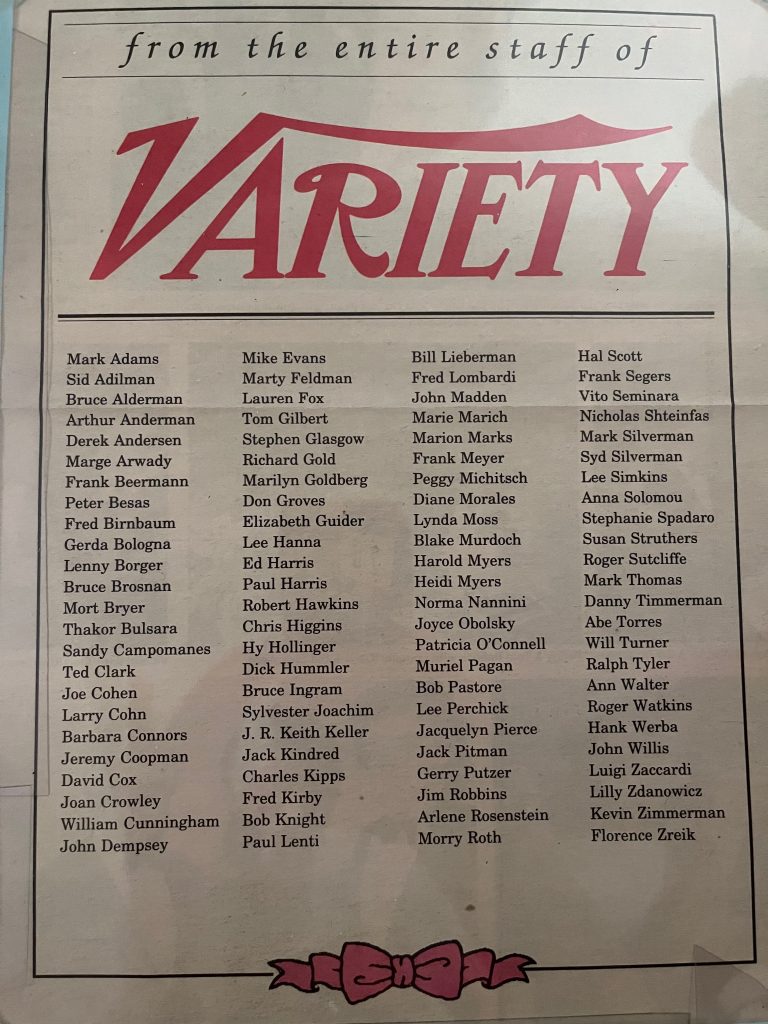 from the entire staff of
VARIETY
Mark Adams
Sid Adilman
Bruce Alderman
Arthur Anderman
Derek Andersen
Marge Arwady
Frank Beermann
Peter Besas
Fred Birnbaum
Gerda Bologna
Lenny Borger
Bruce Brosnan
Mort Bryer
Thakor Bulsara
Sandy Campomanes
Ted Clark
Joe Cohen
Larry Cohn
Barbara Connors
Jeremy Coopman
David Cox
Joan Crowley
William Cunningham
John Dempsey
Mike Evans
Marty Feldman
Lauren Fox
Tom Gilbert
Stephen Glasgow
Richard Gold
Marilyn Goldberg
Don Groves
Elizabeth Guider
Lee Hanna
Ed Harris
Paul Harris
Robert Hawkins
Chris Higgins
Hy Hollinger
Dick Hummler
Bruce Ingram
Sylvester Joachim
J. R. Keith Keller
Jack Kindred
Charles Kipps
Fred Kirby
Bob Knight
Paul Lenti
Bill Lieberman
Fred Lombardi
John Madden
Marie Marich
Marion Marks
Frank Meyer
Peggy Michitsch
Diane Morales
Lynda Moss
Blake Murdoch
Harold Myers
Heidi Myers
Norma Nannini
Joyce Obolsky
Patricia O'Connell
Muriel Pagan
Bob Pastore
Lee Perchick
Jacquelyn Pierce
Jack Pitman
Gerry Putzer
Jim Robbins
Arlene Rosenstein
Morry Roth
Hal Scott
Frank Segers
Vito Seminara
Nicholas Shteinfas
Mark Silverman
Syd Silverman
Lee Simkins
Anna Solomou
Stephanie Spadaro
Susan Struthers
Roger Sutcliffe
Mark Thomas
Danny Timmerman
Abe Torres
Will Turner
Ralph Tyler
Ann Walter
Roger Watkins
Hank Werba
John Willis
Luigi Zaccardi
Lilly Zdanowicz
Kevin Zimmerman
Florence Zreik